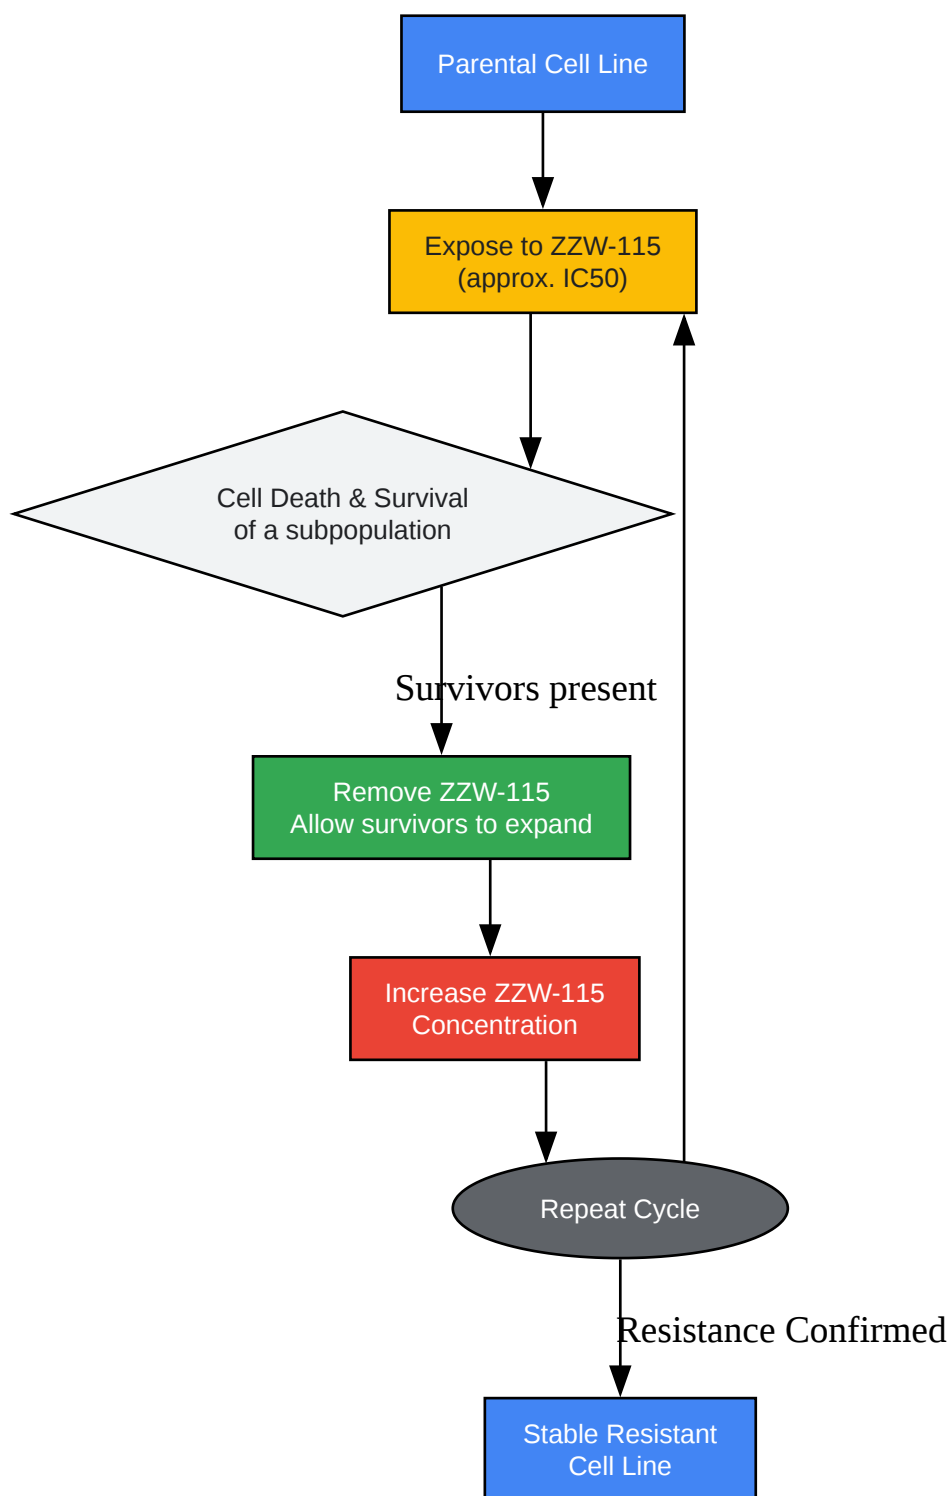 Parental Cell Line
Expose to ZZW-115
(approx. IC50)
Cell Death & Survival
of a subpopulation
Survivors present
Remove ZZW-115
Allow survivors to expand
Increase ZZW-115
Concentration
Repeat Cycle
Resistance Confirmed
Stable Resistant
Cell Line